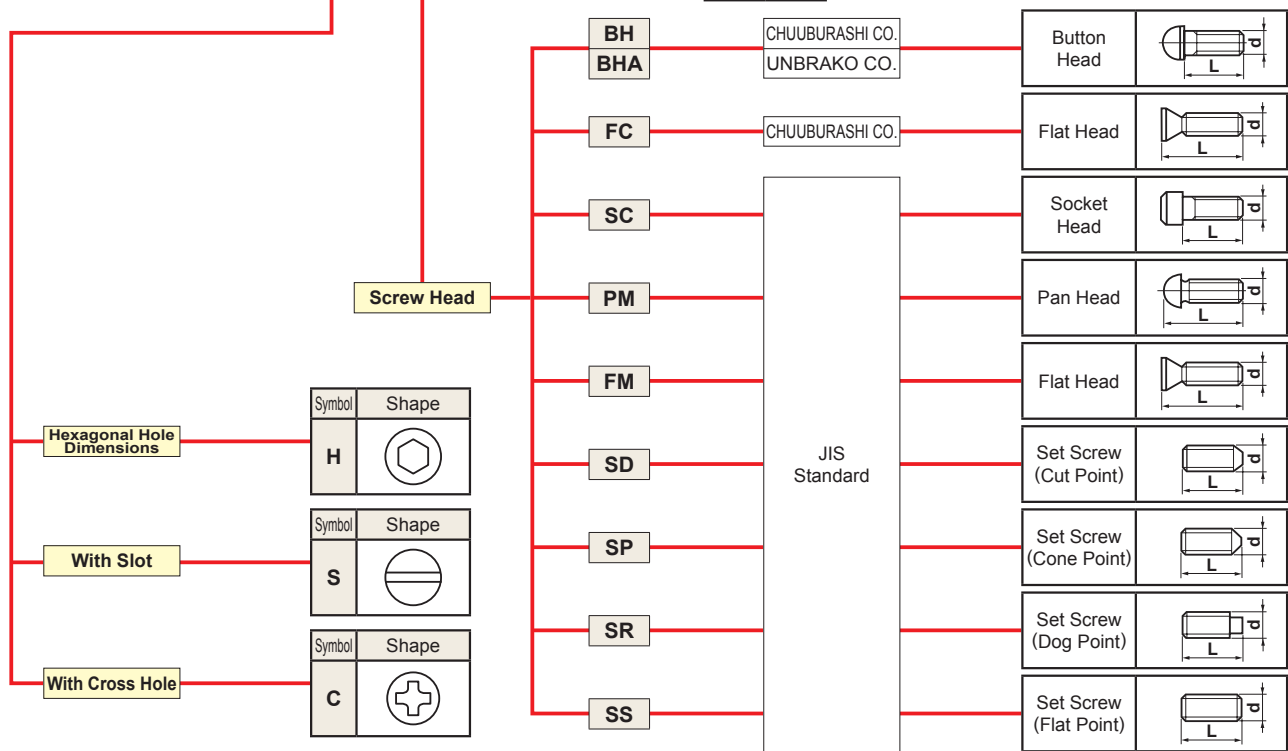 BH
CHUUBURASHI CO.
BHA
UNBRAKO CO.
Button
Head
d
L
FC
CHUUBURASHI CO.
Flat Head
d
L
SC
Socket
Head
d
L
Screw Head
PM
Pan Head
d
L
FM
Flat Head
d
L
JIS
Standard
SD
Set Screw
(Cut Point)
d
L
SP
Set Screw
(Cone Point)
d
L
SR
Set Screw
(Dog Point)
d
L
SS
Set Screw
(Flat Point)
d
L
Hexagonal Hole
Dimensions
Symbol Shape
H
With Slot
Symbol Shape
S
With Cross Hole
Symbol Shape
C